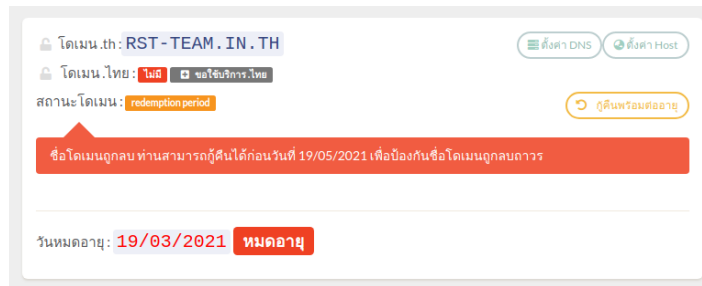 โดเมน .th : RST-TEAM.IN.TH ตั้งค่า DNS ตั้งค่า Host
โดเมน .ไทย : ไม่มี ขอใช้บริการ .ไทย
สถานะโดเมน : redemption period กู้คืนพร้อมต่ออายุ
ชื่อโดเมนถูกลบ ท่านสามารถกู้คืนได้ก่อนวันที่ 19/05/2021 เพื่อป้องกันชื่อโดเมนถูกลบถาวร
วันหมดอายุ : 19/03/2021 หมดอายุ